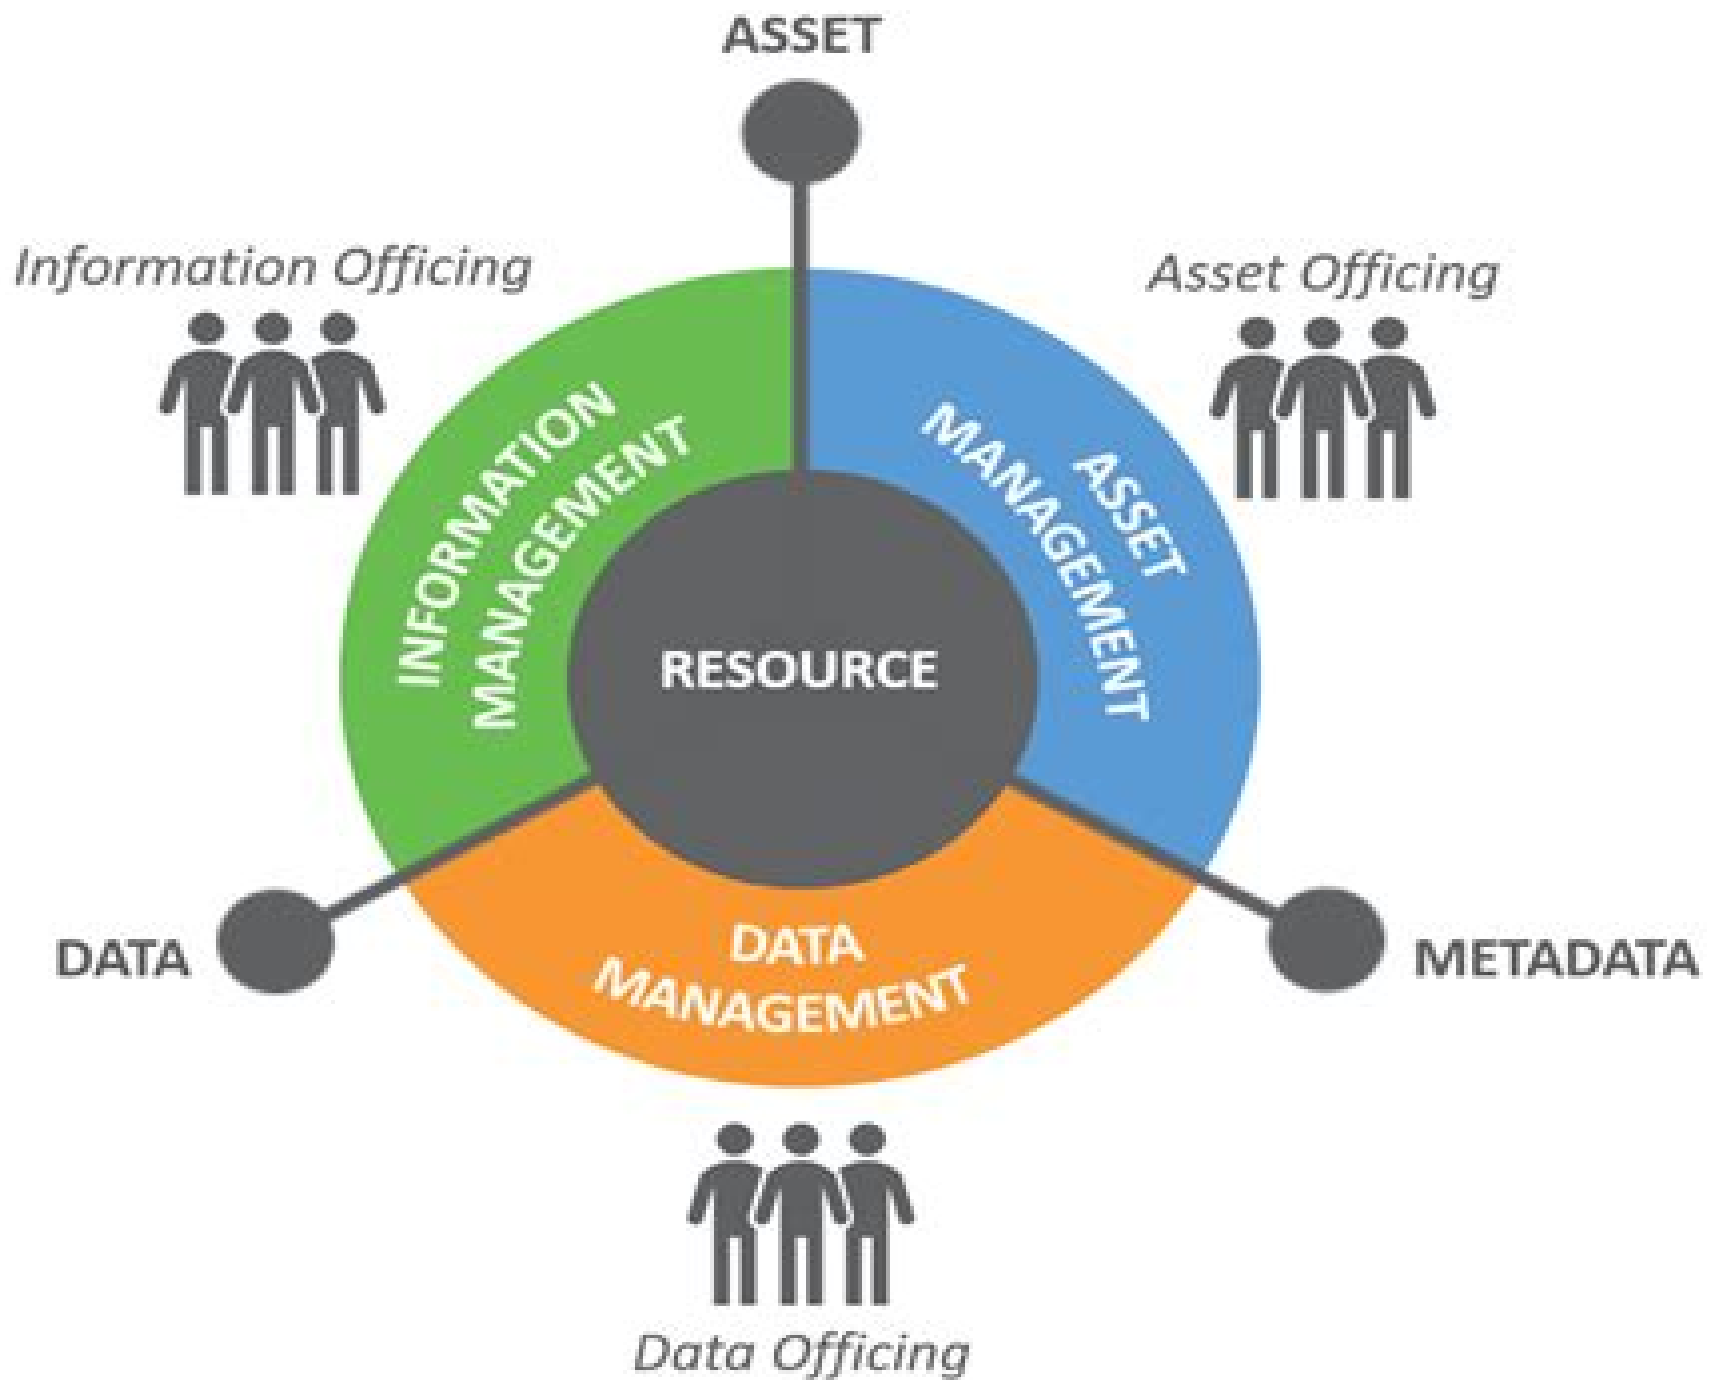 ASSET
Information Officing
Asset Officing
INFORMATION
MANAGEMENT
ASSET
MANAGEMENT
RESOURCE
DATA
METADATA
DATA
MANAGEMENT
Data Officing